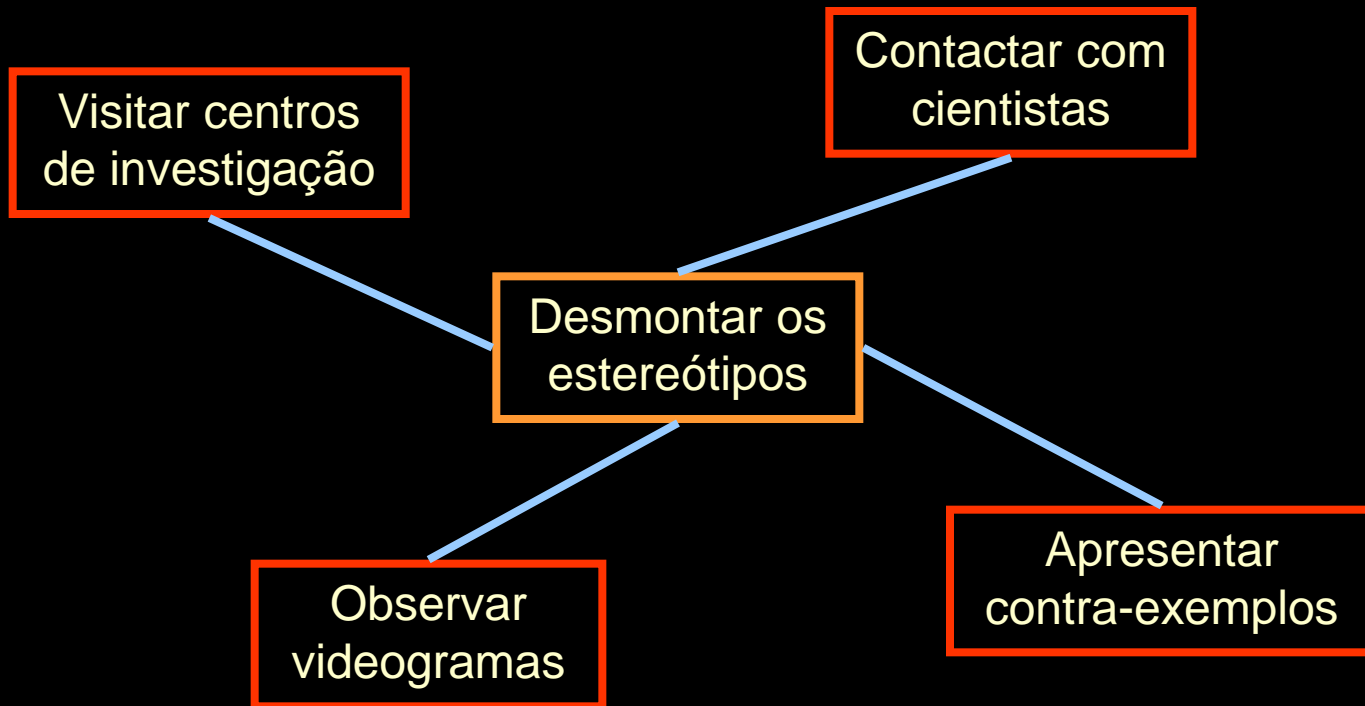 Contactar com
cientistas
Visitar centros
de investigação
Desmontar os
estereótipos
Apresentar
contra-exemplos
Observar
videogramas